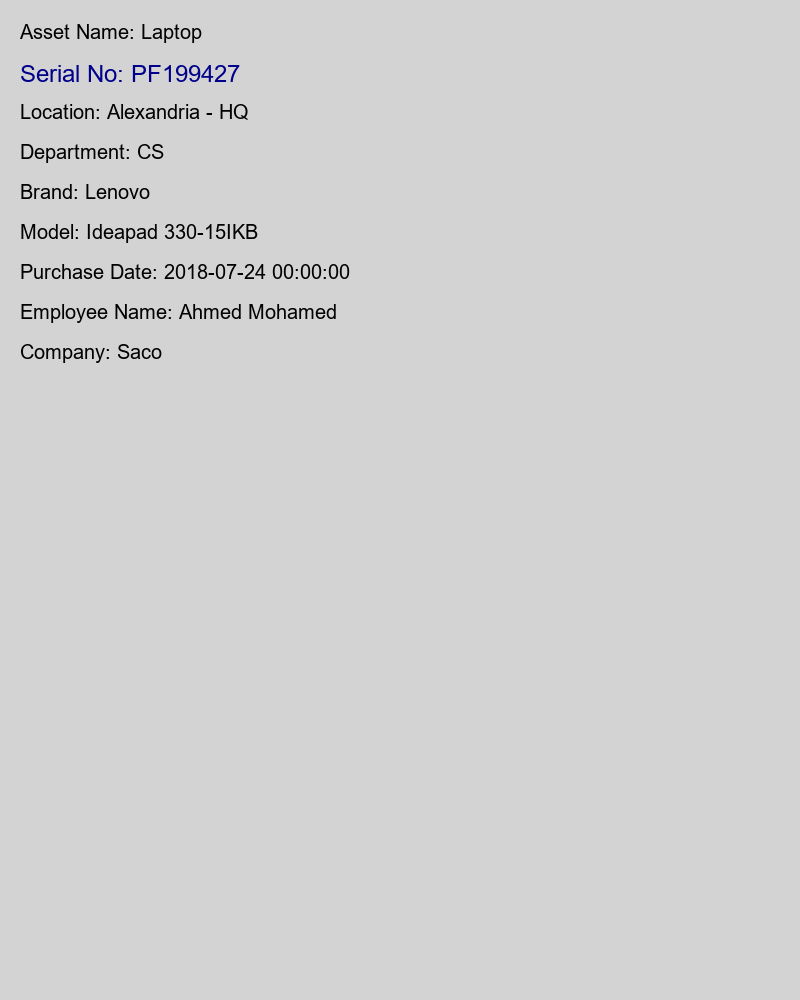 Asset Name: Laptop
Serial No: PF199427
Location: Alexandria - HQ
Department: CS
Brand: Lenovo
Model: Ideapad 330-15IKB
Purchase Date: 2018-07-24 00:00:00
Employee Name: Ahmed Mohamed
Company: Saco